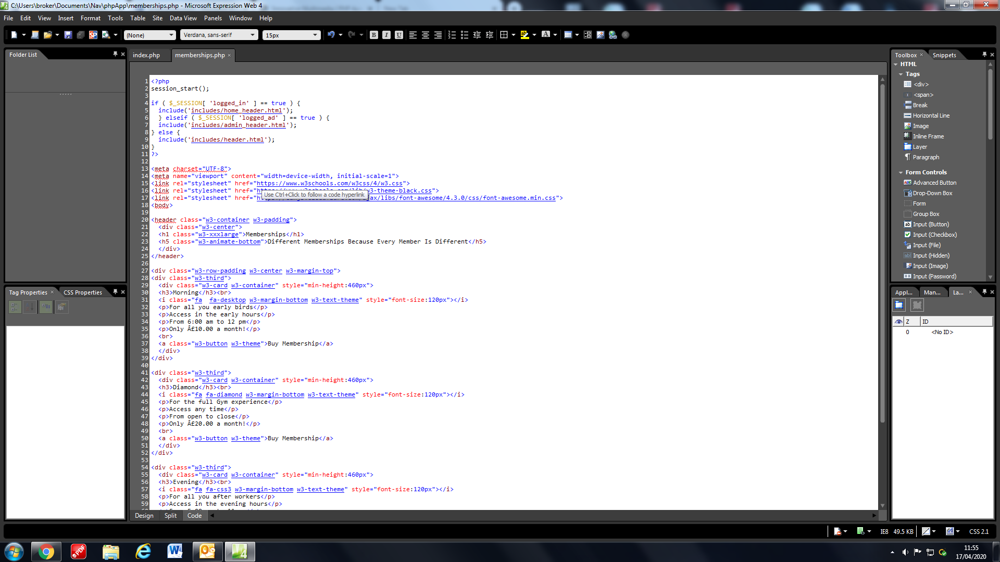 C:\Users\broker\Documents\Nav\phpApp\memberships.php - Microsoft Expression Web 4
File Edit View Insert Format Tools Table Site Data View Panels Window Help
(None) Verdana, sans-serif 15px
Folder List
index.php memberships.php
1 <?php
2 session_start();
3
4 if ( $_SESSION[ 'logged_in' ] == true ) {
5 include('includes/home_header.html');
6 } elseif ( $_SESSION[ 'logged_ad' ] == true ) {
7 include('includes/admin_header.html');
8 } else {
9 include('includes/header.html');
10 }
11 ?>
12
13 <meta charset="UTF-8">
14 <meta name="viewport" content="width=device-width, initial-scale=1">
15 <link rel="stylesheet" href="https://www.w3schools.com/w3css/4/w3.css">
16 <link rel="stylesheet" href="https://www.w3schools.com/lib/w3-theme-black.css">
Use Ctrl+Click to follow a code hyperlink
17 <link rel="stylesheet" href="ajax/libs/font-awesome/4.3.0/css/font-awesome.min.css">
18 <body>
19
20 <header class="w3-container w3-padding">
21 <div class="w3-center">
22 <h1 class="w3-xxxlarge">Memberships</h1>
23 <h5 class="w3-animate-bottom">Different Memberships Because Every Member Is Different</h5>
24 </div>
25 </header>
26
27 <div class="w3-row-padding w3-center w3-margin-top">
28 <div class="w3-third">
29 <div class="w3-card w3-container" style="min-height:460px">
30 <h3>Morning</h3><br>
31 <i class="fa  fa-desktop w3-margin-bottom w3-text-theme" style="font-size:120px"></i>
32 <p>For all you early birds</p>
33 <p>Access in the early hours</p>
34 <p>From 6:00 am to 12 pm</p>
35 <p>Only Â£10.00 a month!</p>
36 <br>
37 <a class="w3-button w3-theme">Buy Membership</a>
38 </div>
39 </div>
40
41 <div class="w3-third">
42 <div class="w3-card w3-container" style="min-height:460px">
43 <h3>Diamond</h3><br>
44 <i class="fa fa-diamond w3-margin-bottom w3-text-theme" style="font-size:120px"></i>
45 <p>For the full Gym experience</p>
46 <p>Access any time</p>
47 <p>From open to close</p>
48 <p>Only Â£20.00 a month!</p>
49 <br>
50 <a class="w3-button w3-theme">Buy Membership</a>
51 </div>
52 </div>
53
54 <div class="w3-third">
55 <div class="w3-card w3-container" style="min-height:460px">
56 <h3>Evening</h3><br>
57 <i class="fa fa-css3 w3-margin-bottom w3-text-theme" style="font-size:120px"></i>
58 <p>For all you after workers</p>
59 <p>Access in the evening hours</p>
Design Split Code
Tag Properties CSS Properties
Toolbox Snippets
HTML
Tags
<div>
<span>
Break
Horizontal Line
Image
Inline Frame
Layer
Paragraph
Form Controls
Advanced Button
Drop-Down Box
Form
Group Box
Input (Button)
Input (Checkbox)
Input (File)
Input (Hidden)
Input (Image)
Input (Password)
Appl... Man... La...
Z ID
0 <No ID>
IE8 49.5 KB CSS 2.1
11:55
17/04/2020